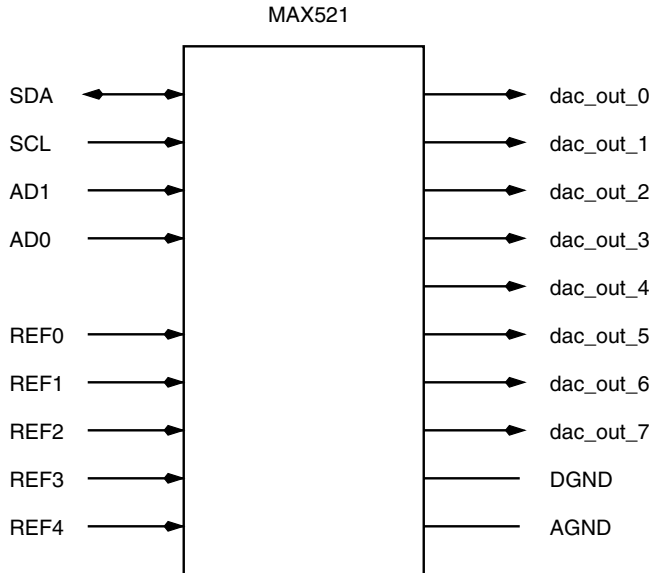 MAX521
SDA
dac_out_0
SCL
dac_out_1
AD1
dac_out_2
AD0
dac_out_3
dac_out_4
REF0
dac_out_5
REF1
dac_out_6
REF2
dac_out_7
REF3
DGND
REF4
AGND